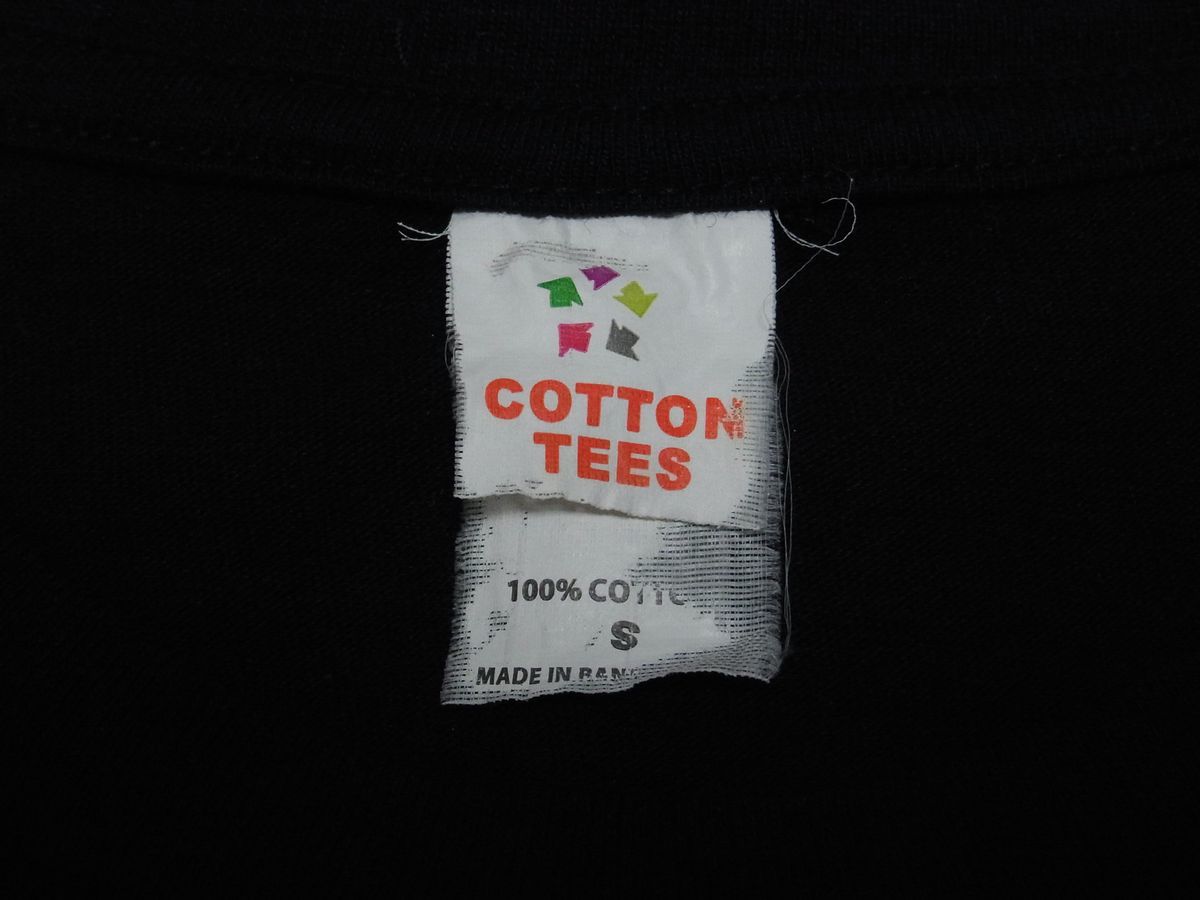 COTTON
TEES
100% COTTO
S
MADE IN BAN